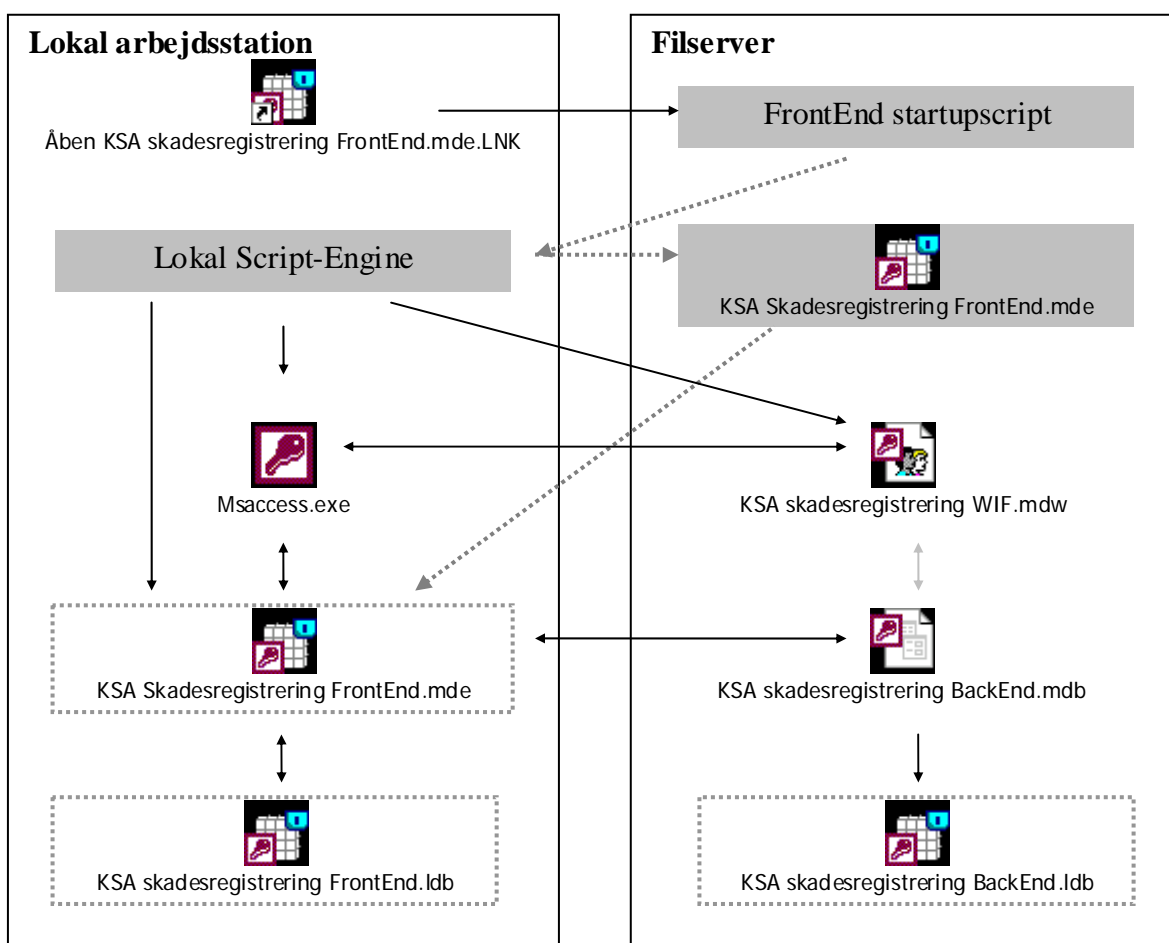 Lokal arbejdsstation
Åben KSA skadesregistrering FrontEnd.mde.LNK
Lokal Script-Engine
Msaccess.exe
KSA Skadesregistrering FrontEnd.mde
KSA skadesregistrering FrontEnd.ldb
Filserver
FrontEnd startupscript
KSA Skadesregistrering FrontEnd.mde
KSA skadesregistrering WIF.mdw
KSA skadesregistrering BackEnd.mdb
KSA skadesregistrering BackEnd.ldb